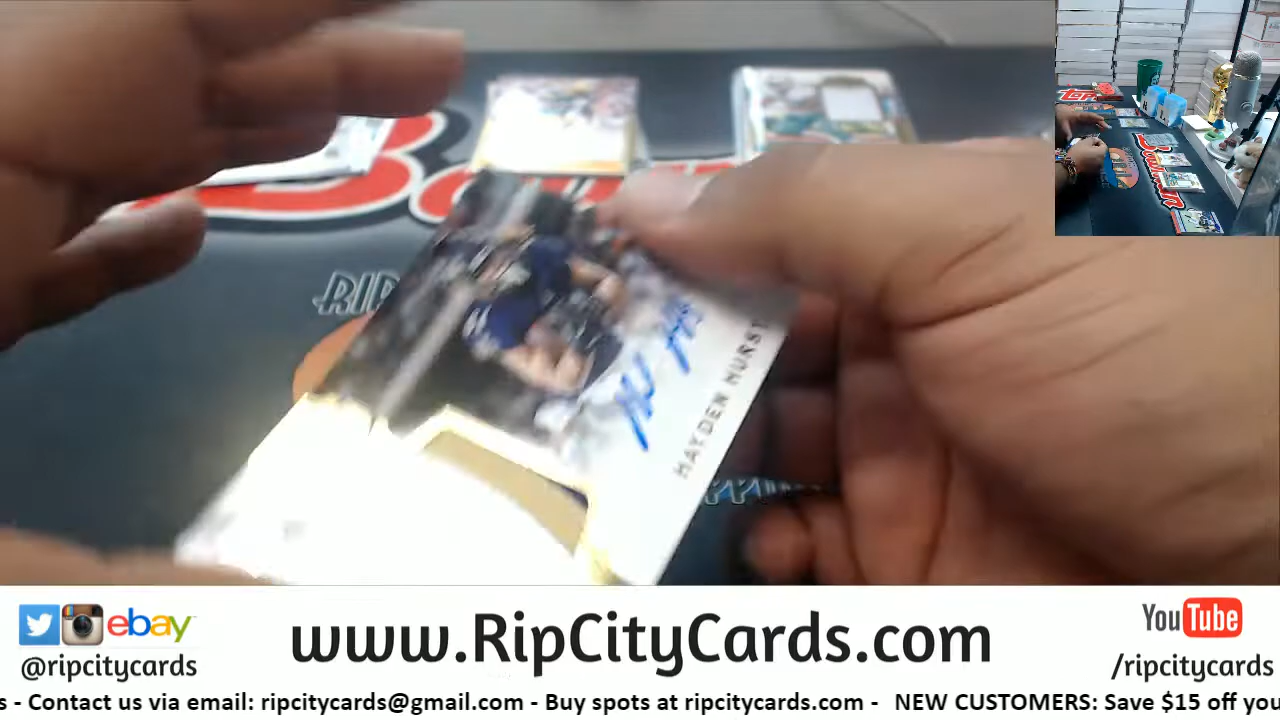 HAYDEN HURST
ebay
@ripcitycards
www.RipCityCards.com
YouTube
/ripcitycards
- Contact us via email: ripcitycards@gmail.com - Buy spots at ripcitycards.com - NEW CUSTOMERS: Save $15 off